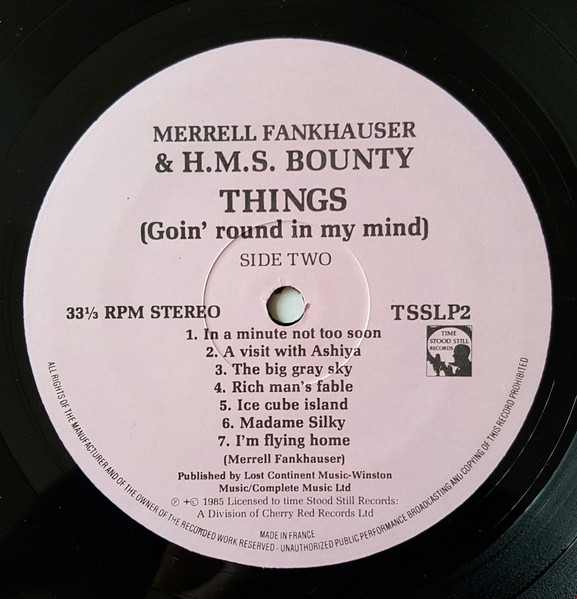 MERRELL FANKHAUSER
& H.M.S. BOUNTY
THINGS
(Goin' round in my mind)
SIDE TWO
33⅓ RPM STEREO
TSSLP2
TIME
STOOD STILL
RECORDS
1. In a minute not too soon
2. A visit with Ashiya
3. The big gray sky
4. Rich man's fable
5. Ice cube island
6. Madame Silky
7. I'm flying home
(Merrell Fankhauser)
Published by Lost Continent Music-Winston
Music/Complete Music Ltd
℗ +© 1985 Licensed to time Stood Still Records:
A Division of Cherry Red Records Ltd
MADE IN FRANCE
ALL RIGHTS OF THE MANUFACTURER AND OF THE OWNER OF THE RECORDED WORK RESERVED - UNAUTHORIZED PUBLIC PERFORMANCE BROADCASTING AND COPYING OF THIS RECORD PROHIBITED